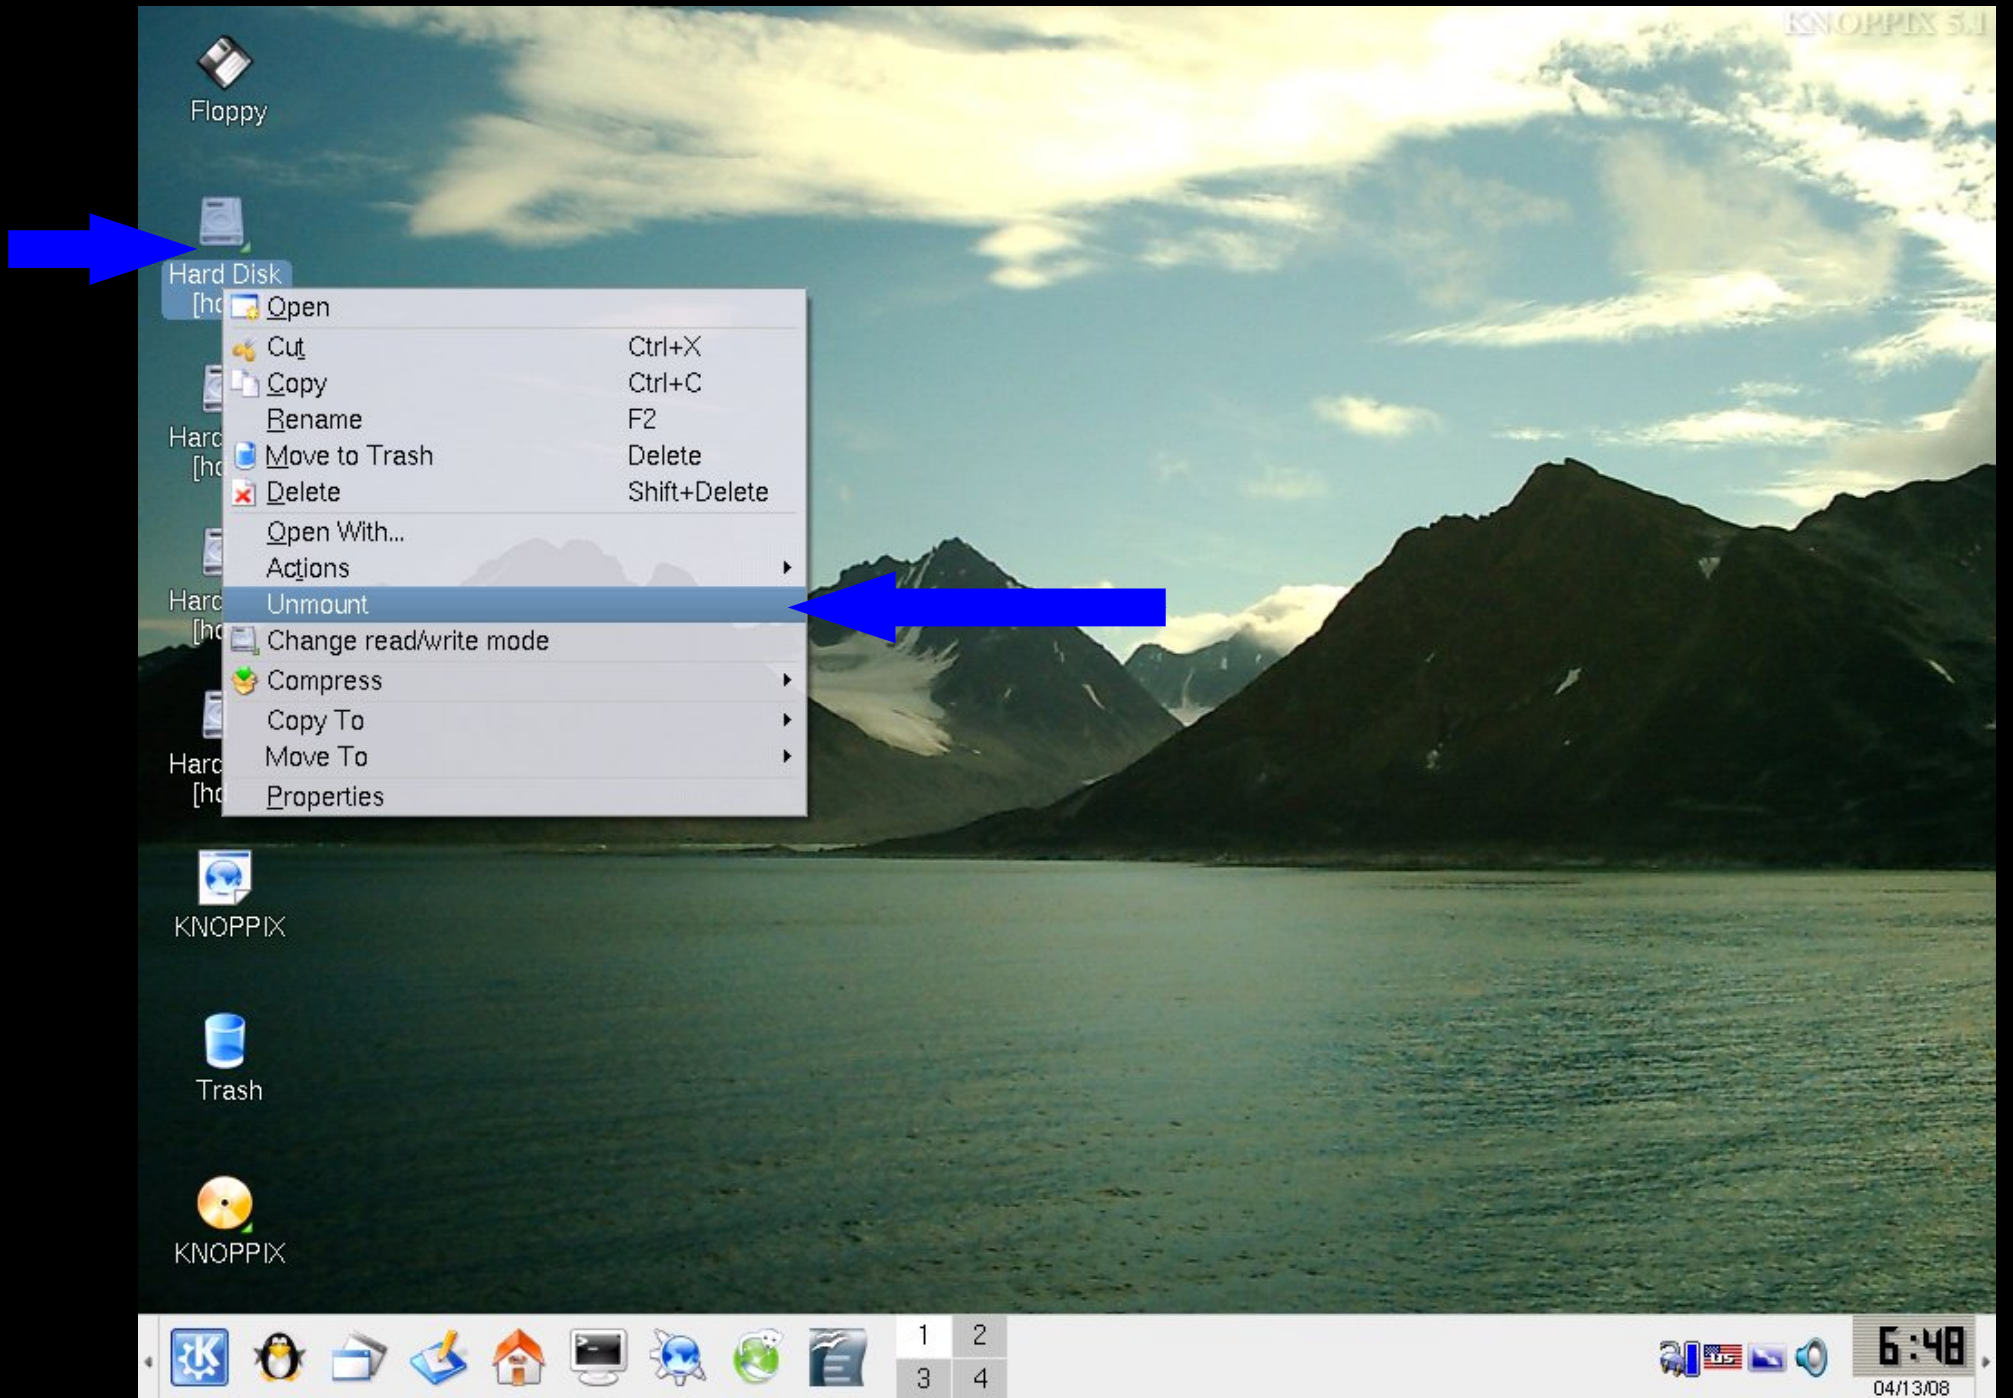 KNOPPIX 5.1
Floppy
Hard Disk
Open
Cut Ctrl+X
Copy Ctrl+C
Rename F2
Move to Trash Delete
Delete Shift+Delete
Open With...
Actions
Unmount
Change read/write mode
Compress
Copy To
Move To
Properties
KNOPPIX
Trash
KNOPPIX
1 2
3 4
US
6:48
04/13/08